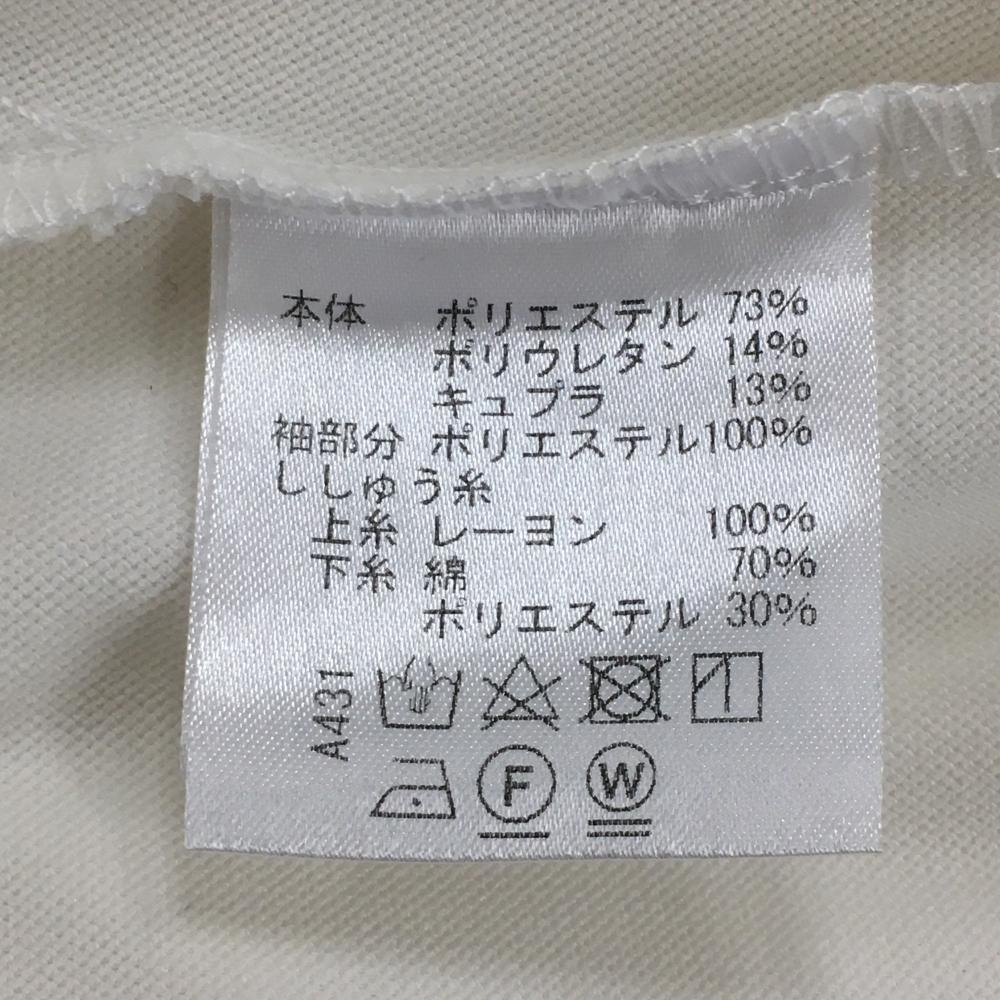 本体 ポリエステル 73%
ポリウレタン 14%
キュプラ 13%
袖部分 ポリエステル100%
ししゅう糸
上糸 レーヨン 100%
下糸 綿 70%
ポリエステル 30%
A431
F W